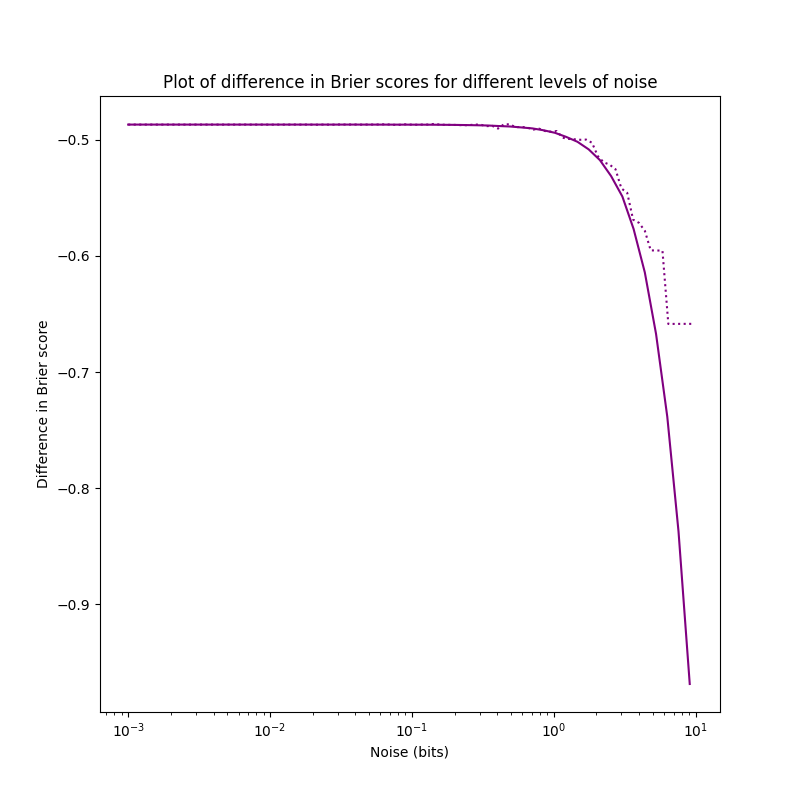 Plot of difference in Brier scores for different levels of noise
−0.5
−0.6
−0.7
−0.8
−0.9
Difference in Brier score
10⁻³ 10⁻² 10⁻¹ 10⁰ 10¹
Noise (bits)